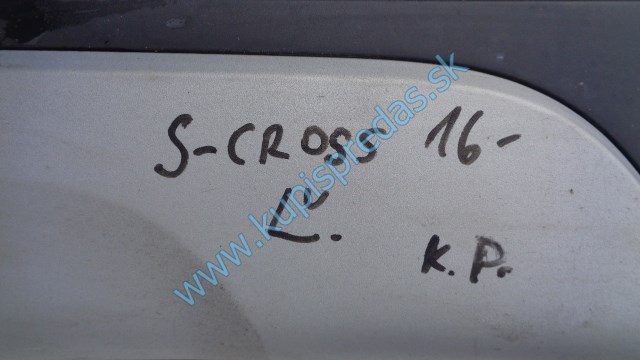 S-CROSS 16-
Ľ.
K.P.
www.kupispredas.sk